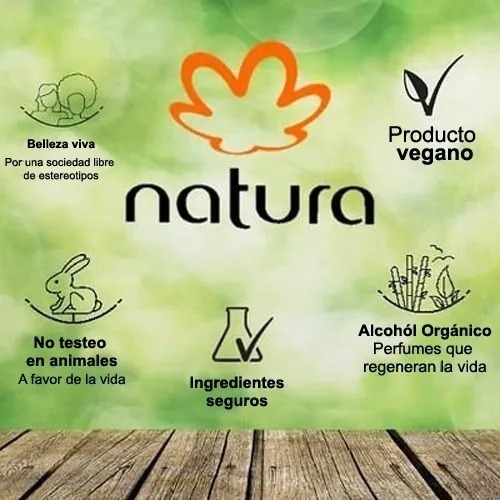 natura
Belleza viva
Por una sociedad libre
de estereotipos
Producto
vegano
No testeo
en animales
A favor de la vida
Ingredientes
seguros
Alcohól Orgánico
Perfumes que
regeneran la vida